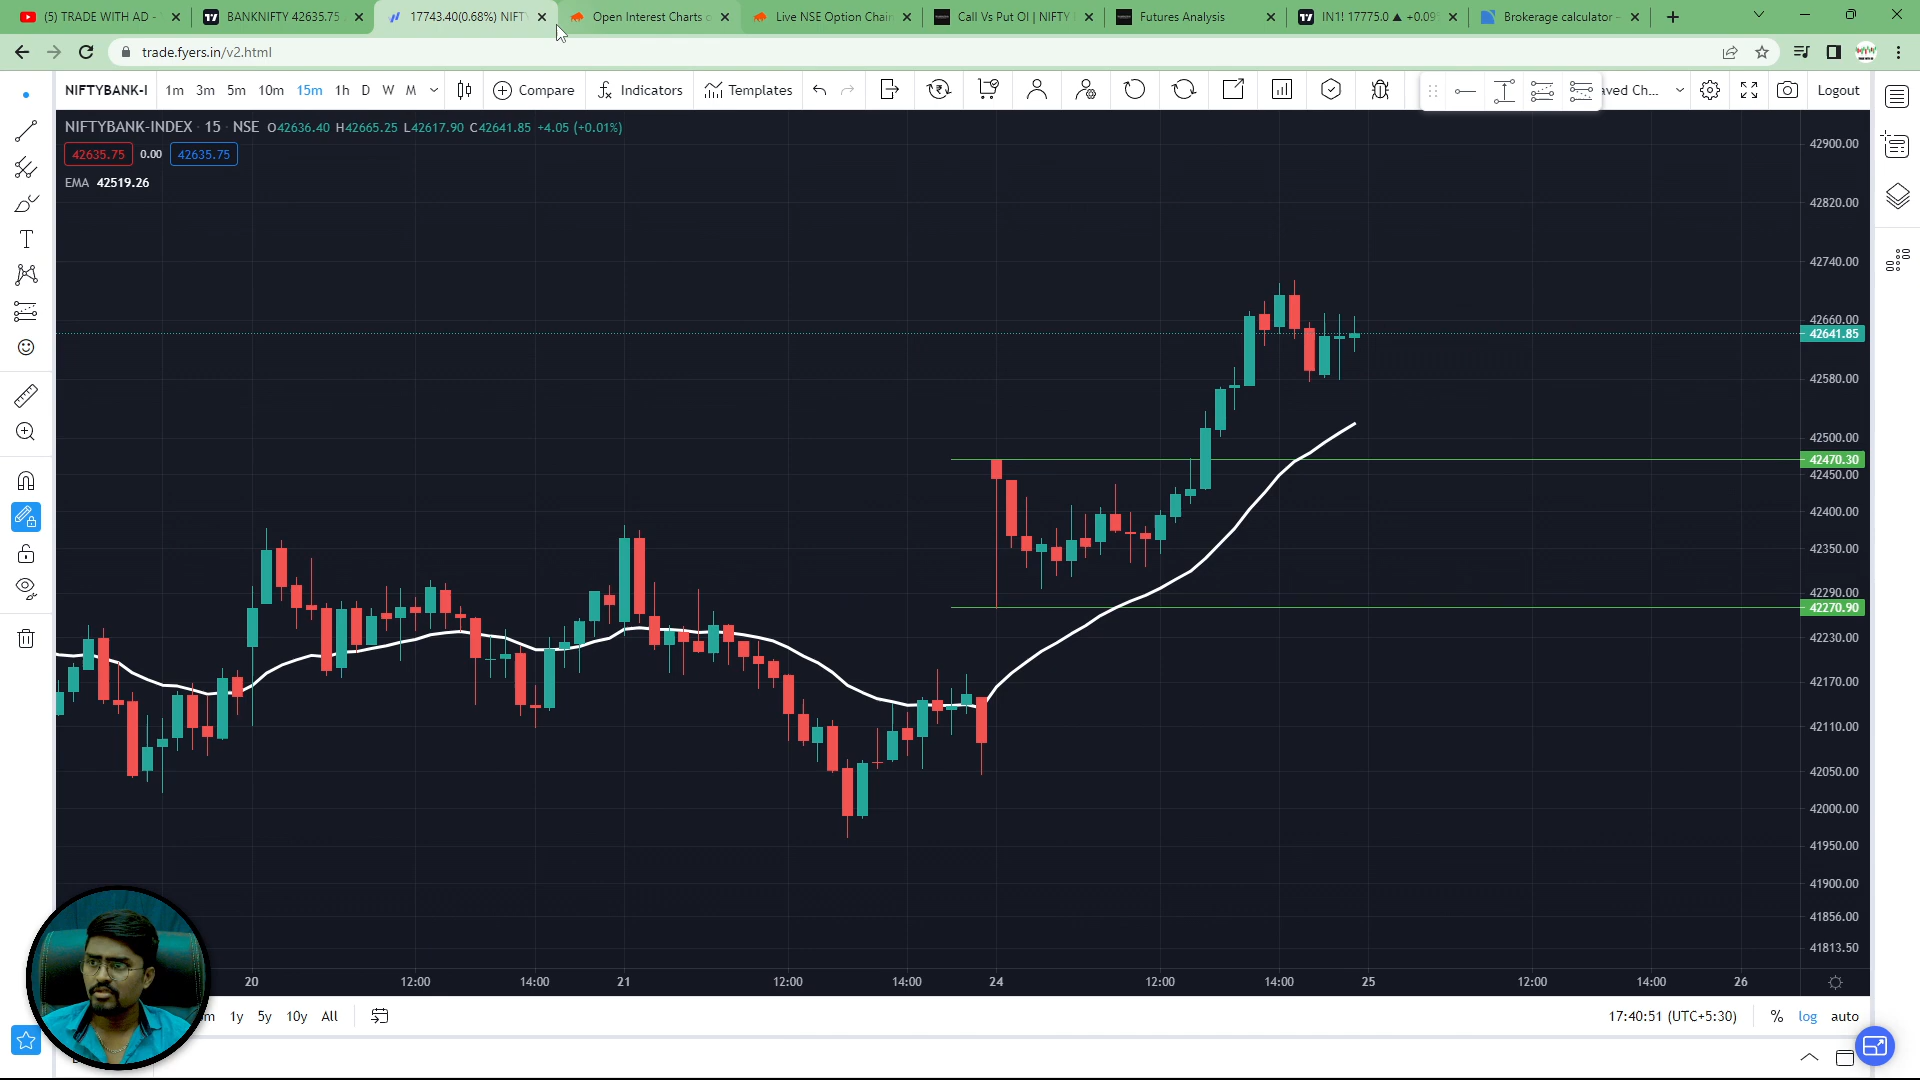 (5) TRADE WITH AD -
BANKNIFTY 42635.75
17743.40(0.68%) NIFT
Open Interest Charts
Live NSE Option Chain
Call Vs Put OI | NIFTY
Futures Analysis
IN1! 17775.0 ▲ +0.09
Brokerage calculator -
trade.fyers.in/v2.html
NIFTYBANK-I 1m 3m 5m 10m 15m 1h D W M Compare Indicators Templates aved Ch... Logout
NIFTYBANK-INDEX · 15 · NSE O42636.40 H42665.25 L42617.90 C42641.85 +4.05 (+0.01%)
42635.75 0.00 42635.75
EMA 42519.26
42900.00
42820.00
42740.00
42660.00
42641.85
42580.00
42500.00
42470.30
42450.00
42400.00
42350.00
42290.00
42270.90
42230.00
42170.00
42110.00
42050.00
42000.00
41950.00
41900.00
41856.00
41813.50
20 12:00 14:00 21 12:00 14:00 24 12:00 14:00 25 12:00 14:00 26
1y 5y 10y All 17:40:51 (UTC+5:30) % log auto